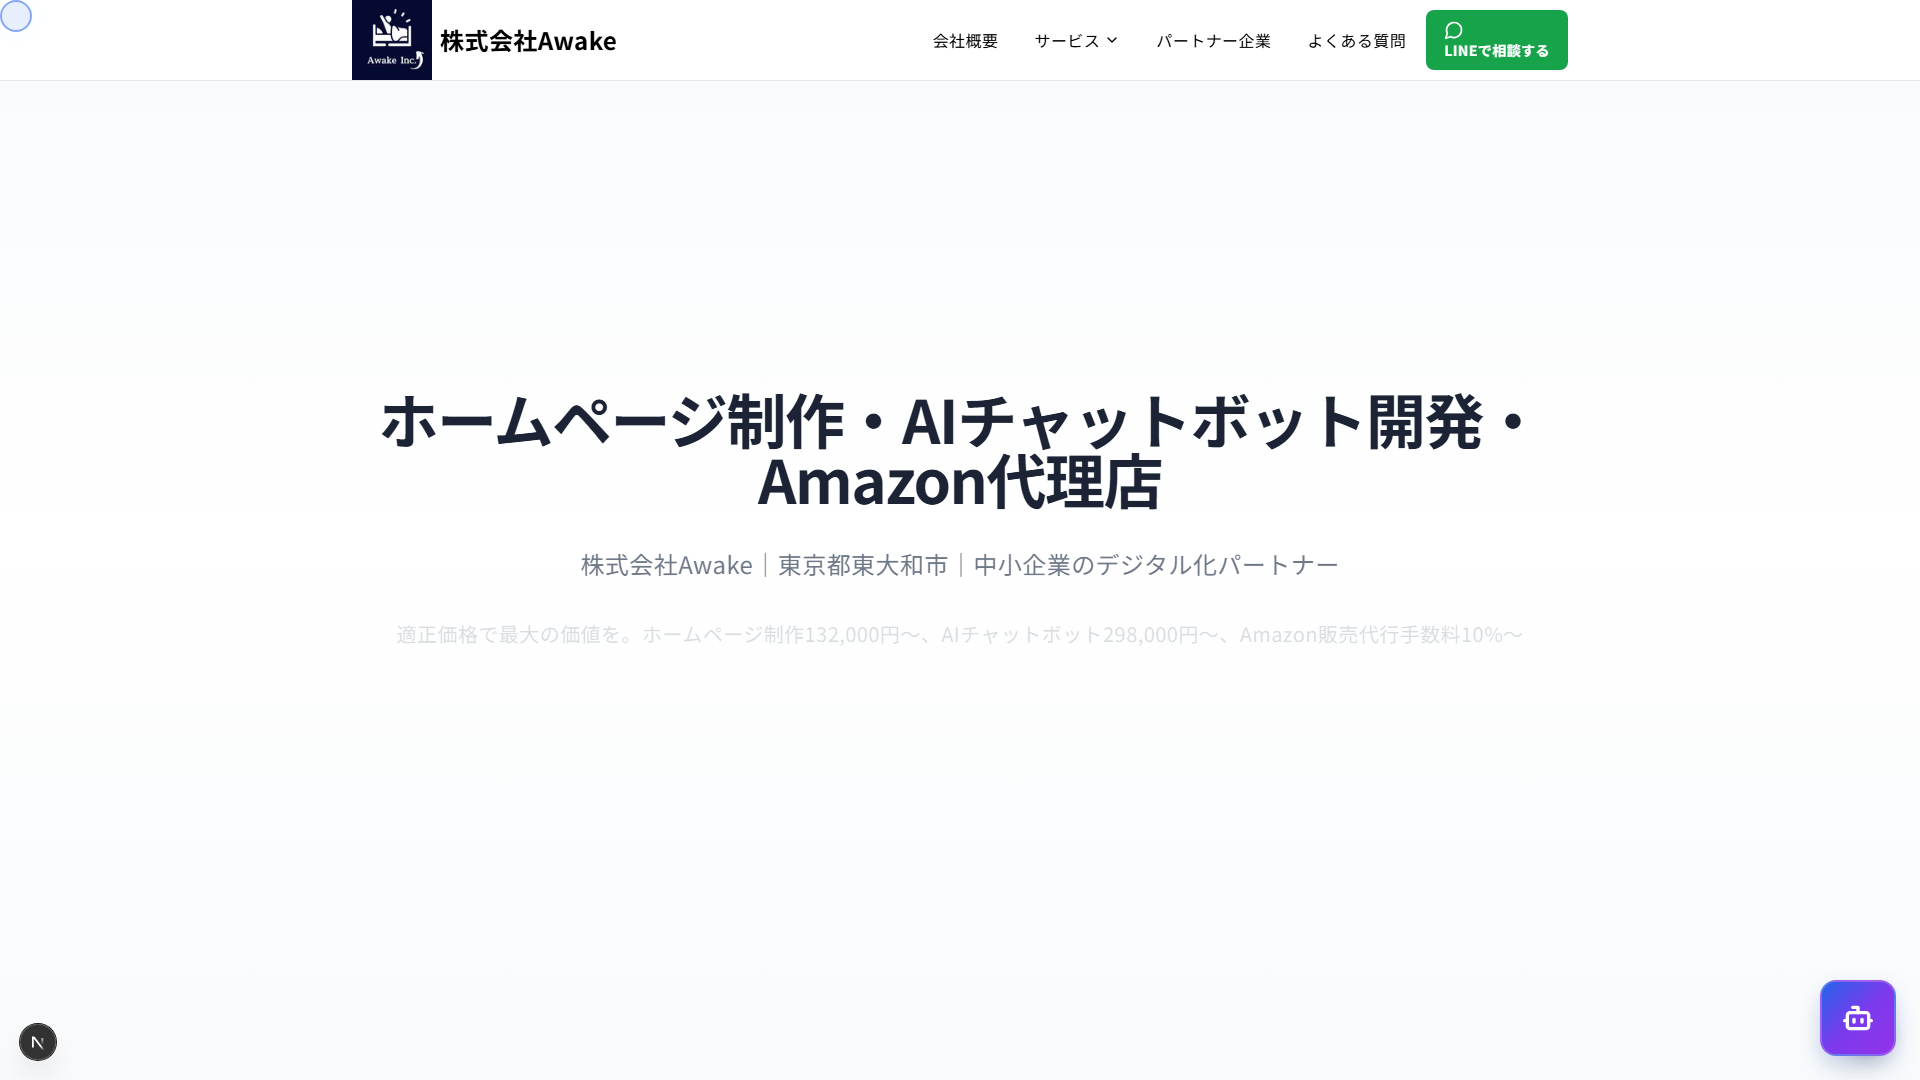 Awake Inc.
株式会社Awake
会社概要
サービス
パートナー企業
よくある質問
LINEで相談する
ホームページ制作・AIチャットボット開発・
Amazon代理店
株式会社Awake｜東京都東大和市｜中小企業のデジタル化パートナー
適正価格で最大の価値を。ホームページ制作132,000円〜、AIチャットボット298,000円〜、Amazon販売代行手数料10%〜
N